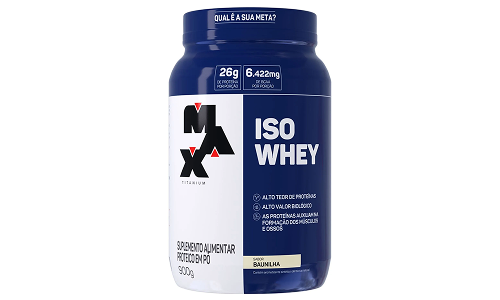 QUAL É A SUA META?
26g
DE PROTEÍNA
POR PORÇÃO
6.422mg
DE BCAA
POR PORÇÃO
MAX
TITANIUM
ISO
WHEY
ALTO TEOR DE PROTEÍNAS
ALTO VALOR BIOLÓGICO
AS PROTEÍNAS AUXILIAM NA
FORMAÇÃO DOS MÚSCULOS
E OSSOS
SUPLEMENTO ALIMENTAR
PROTEICO EM PÓ
900g
SABOR
BAUNILHA